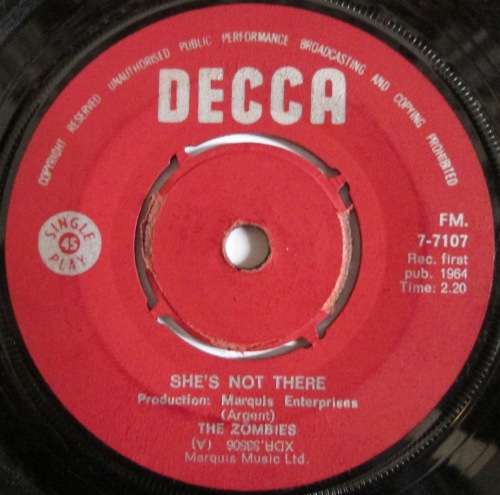 COPYRIGHT RESERVED UNAUTHORISED PUBLIC PERFORMANCE BROADCASTING AND COPYING PROHIBITED
DECCA
SINGLE
45
PLAY
FM.
7-7107
Rec. first
pub. 1964
Time: 2.20
SHE'S NOT THERE
Production: Marquis Enterprises
(Argent)
THE ZOMBIES
XDR.33506 (A)
Marquis Music Ltd.